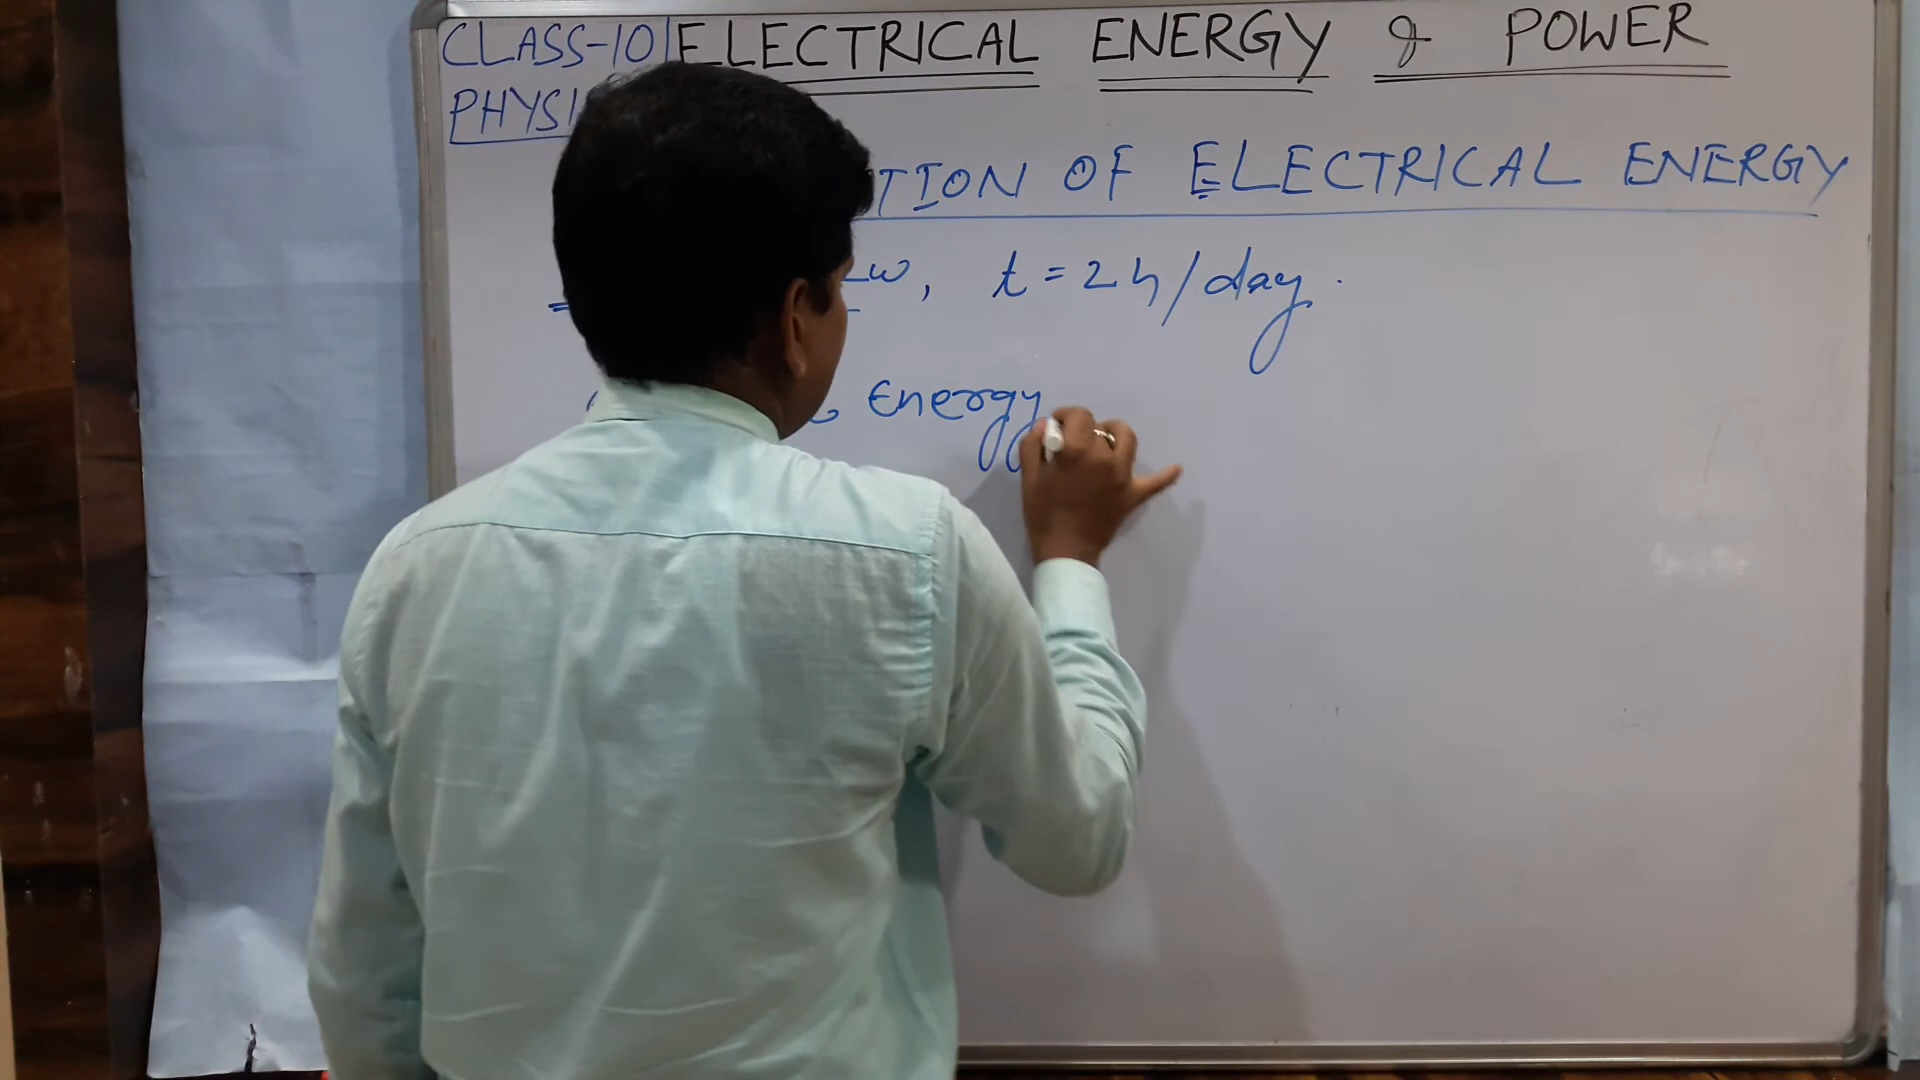 CLASS-10 ELECTRICAL ENERGY & POWER
PHYSI
TION OF ELECTRICAL ENERGY
W, t = 2h/day.
Energy